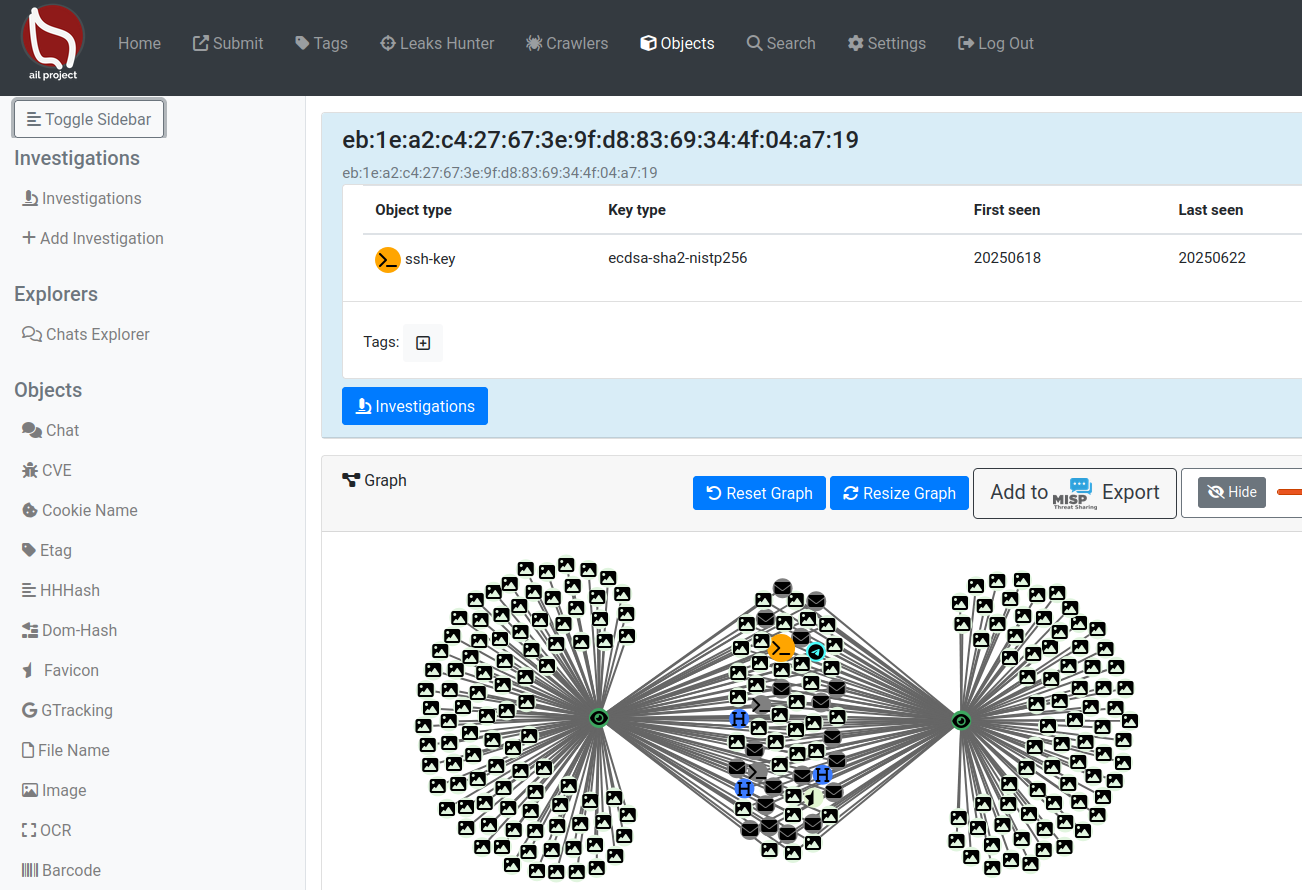 ail project
Home Submit Tags Leaks Hunter Crawlers Objects Search Settings Log Out
Toggle Sidebar
Investigations
Investigations
Add Investigation
Explorers
Chats Explorer
Objects
Chat
CVE
Cookie Name
Etag
HHHash
Dom-Hash
Favicon
GTracking
File Name
Image
OCR
Barcode
eb:1e:a2:c4:27:67:3e:9f:d8:83:69:34:4f:04:a7:19
eb:1e:a2:c4:27:67:3e:9f:d8:83:69:34:4f:04:a7:19
Object type Key type First seen Last seen
ssh-key ecdsa-sha2-nistp256 20250618 20250622
Tags:
Investigations
Graph
Reset Graph Resize Graph Add to MISP Threat Sharing Export Hide
H
H
H